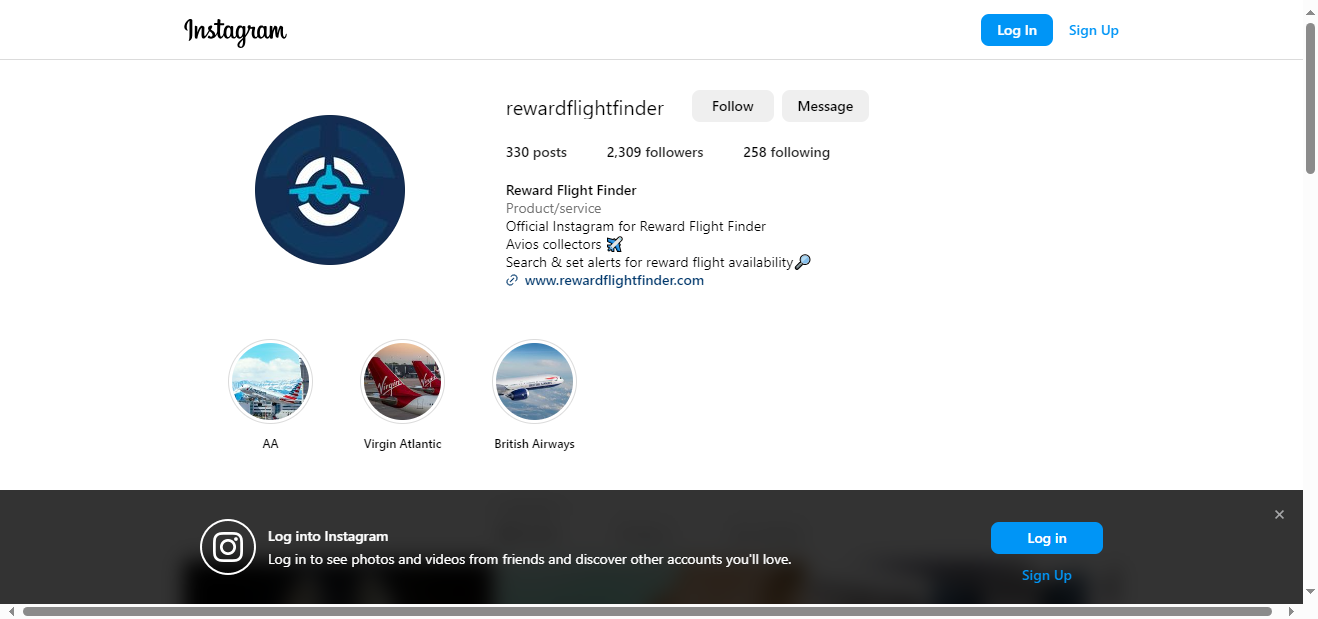 Instagram
Log In
Sign Up
rewardflightfinder
Follow
Message
330 posts
2,309 followers
258 following
Reward Flight Finder
Product/service
Official Instagram for Reward Flight Finder
Avios collectors ✈️
Search & set alerts for reward flight availability🔎
www.rewardflightfinder.com
AA
Virgin Atlantic
British Airways
Log into Instagram
Log in to see photos and videos from friends and discover other accounts you'll love.
Log in
Sign Up